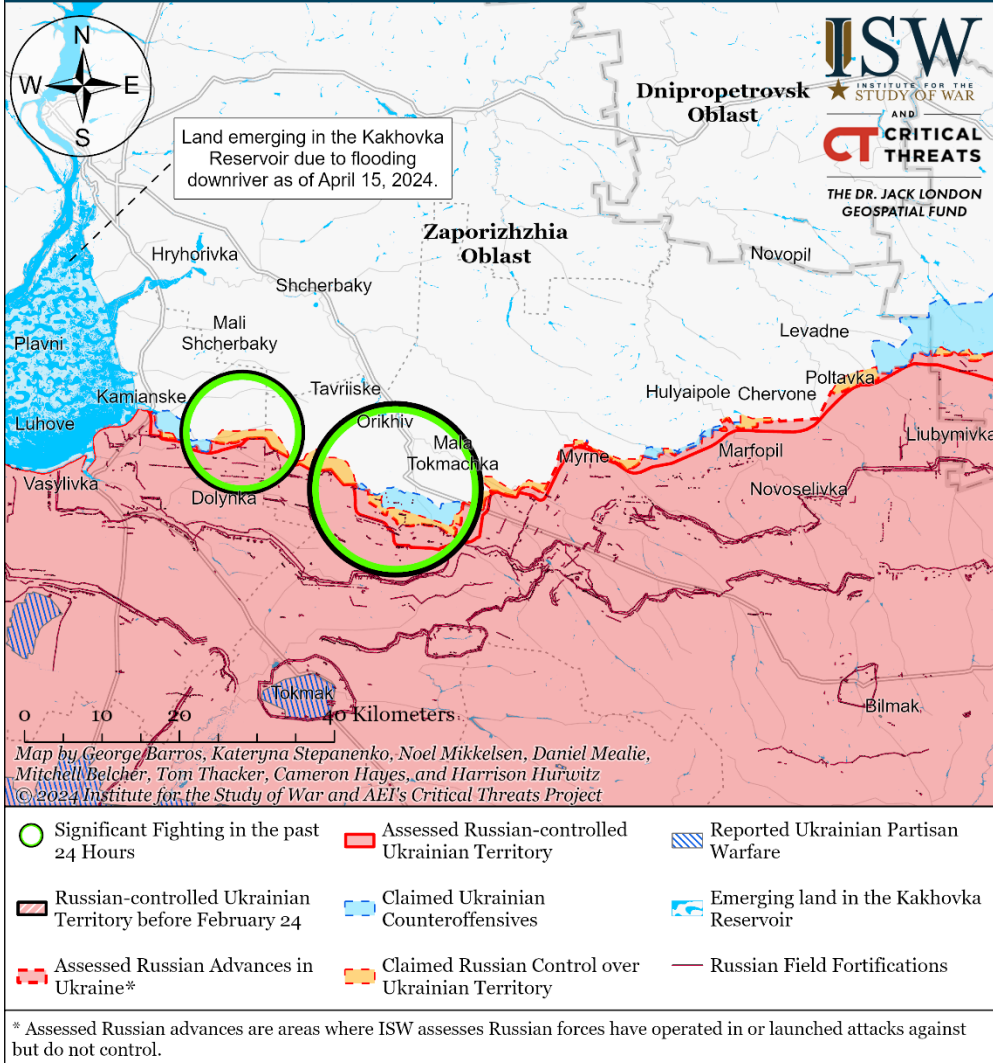 N
W
E
S
ISW
INSTITUTE FOR THE
STUDY OF WAR
AND
CT CRITICAL
THREATS
THE DR. JACK LONDON
GEOSPATIAL FUND
Dnipropetrovsk
Oblast
Land emerging in the Kakhovka
Reservoir due to flooding
downriver as of April 15, 2024.
Zaporizhzhia
Oblast
Hryhorivka
Novopil
Shcherbaky
Mali
Shcherbaky
Plavni
Levadne
Poltavka
Tavriiske
Kamianske
Hulyaipole
Chervone
Luhove
Orikhiv
Liubymivka
Mala
Tokmachka
Myrne
Marfopil
Vasylivka
Dolynka
Novoselivka
Tokmak
Bilmak
0 10 20 40 Kilometers
Map by George Barros, Kateryna Stepanenko, Noel Mikkelsen, Daniel Mealie,
Mitchell Belcher, Tom Thacker, Cameron Hayes, and Harrison Hurwitz
© 2024 Institute for the Study of War and AEI's Critical Threats Project
Significant Fighting in the past
24 Hours
Assessed Russian-controlled
Ukrainian Territory
Reported Ukrainian Partisan
Warfare
Russian-controlled Ukrainian
Territory before February 24
Claimed Ukrainian
Counteroffensives
Emerging land in the Kakhovka
Reservoir
Assessed Russian Advances in
Ukraine*
Claimed Russian Control over
Ukrainian Territory
Russian Field Fortifications
* Assessed Russian advances are areas where ISW assesses Russian forces have operated in or launched attacks against
but do not control.